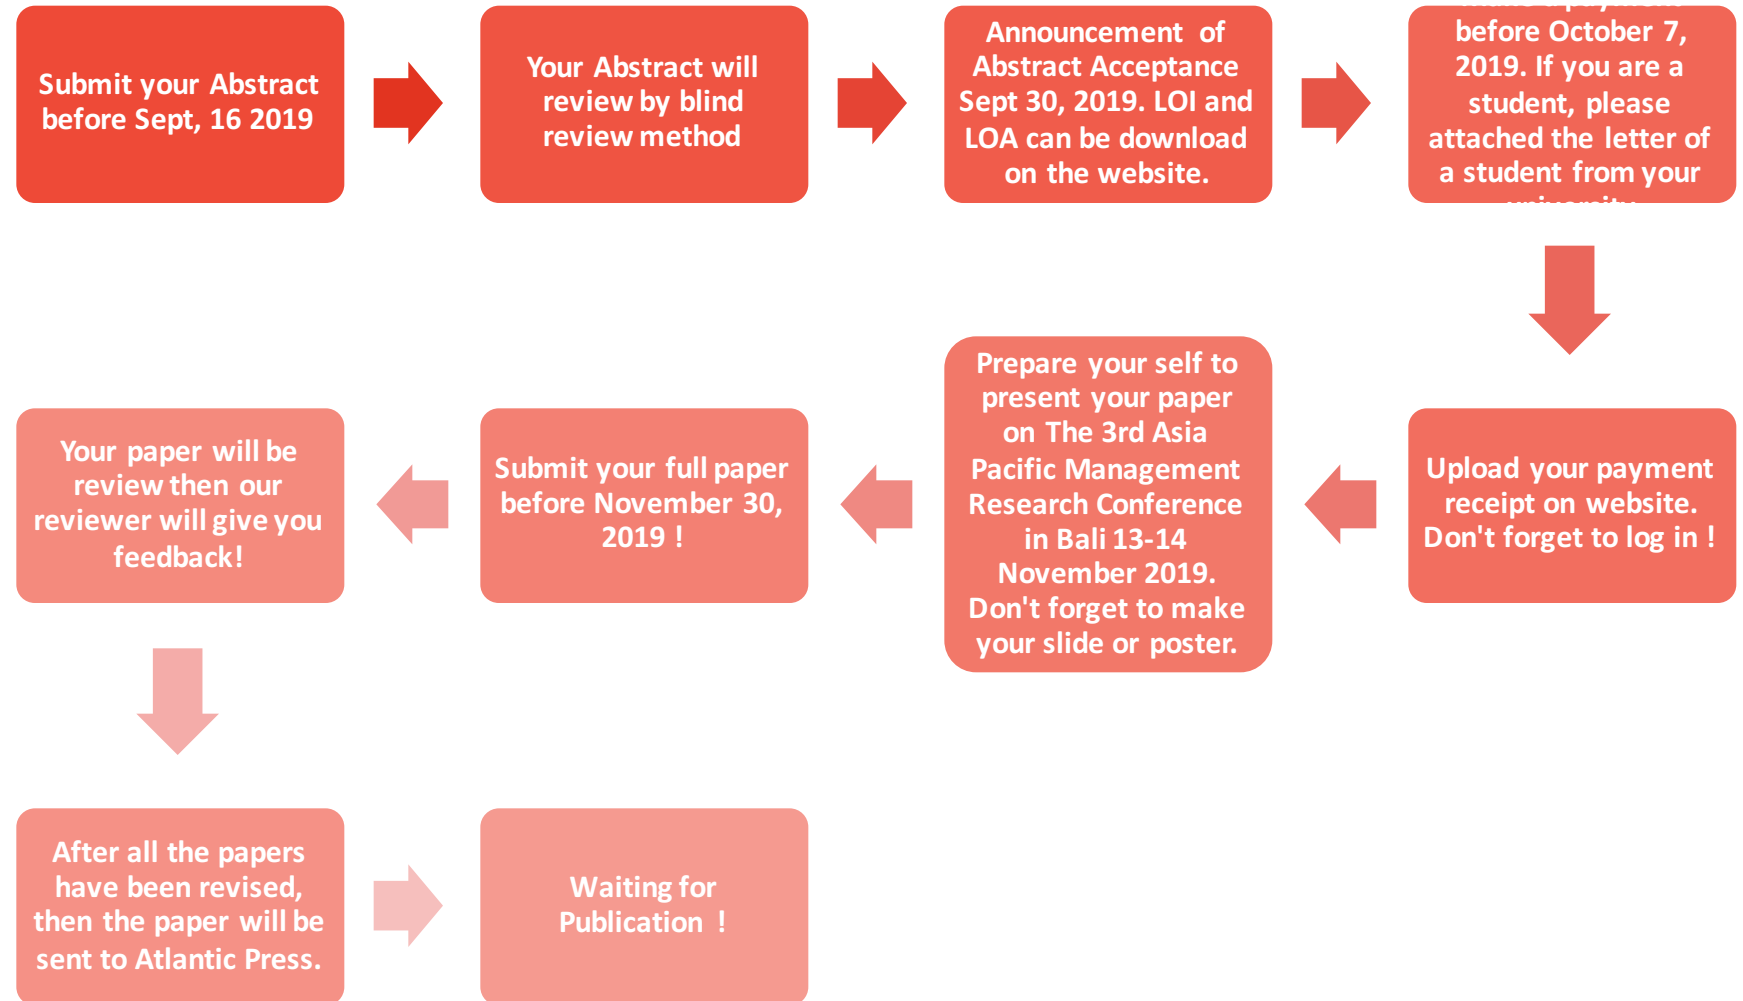 Submit your Abstract
before Sept, 16 2019
Your Abstract will
review by blind
review method
Announcement of
Abstract Acceptance
Sept 30, 2019. LOI and
LOA can be download
on the website.
before October 7,
2019. If you are a
student, please
attached the letter of
a student from your
Upload your payment
receipt on website.
Don't forget to log in !
Prepare your self to
present your paper
on The 3rd Asia
Pacific Management
Research Conference
in Bali 13-14
November 2019.
Don't forget to make
your slide or poster.
Submit your full paper
before November 30,
2019 !
Your paper will be
review then our
reviewer will give you
feedback!
After all the papers
have been revised,
then the paper will be
sent to Atlantic Press.
Waiting for
Publication !